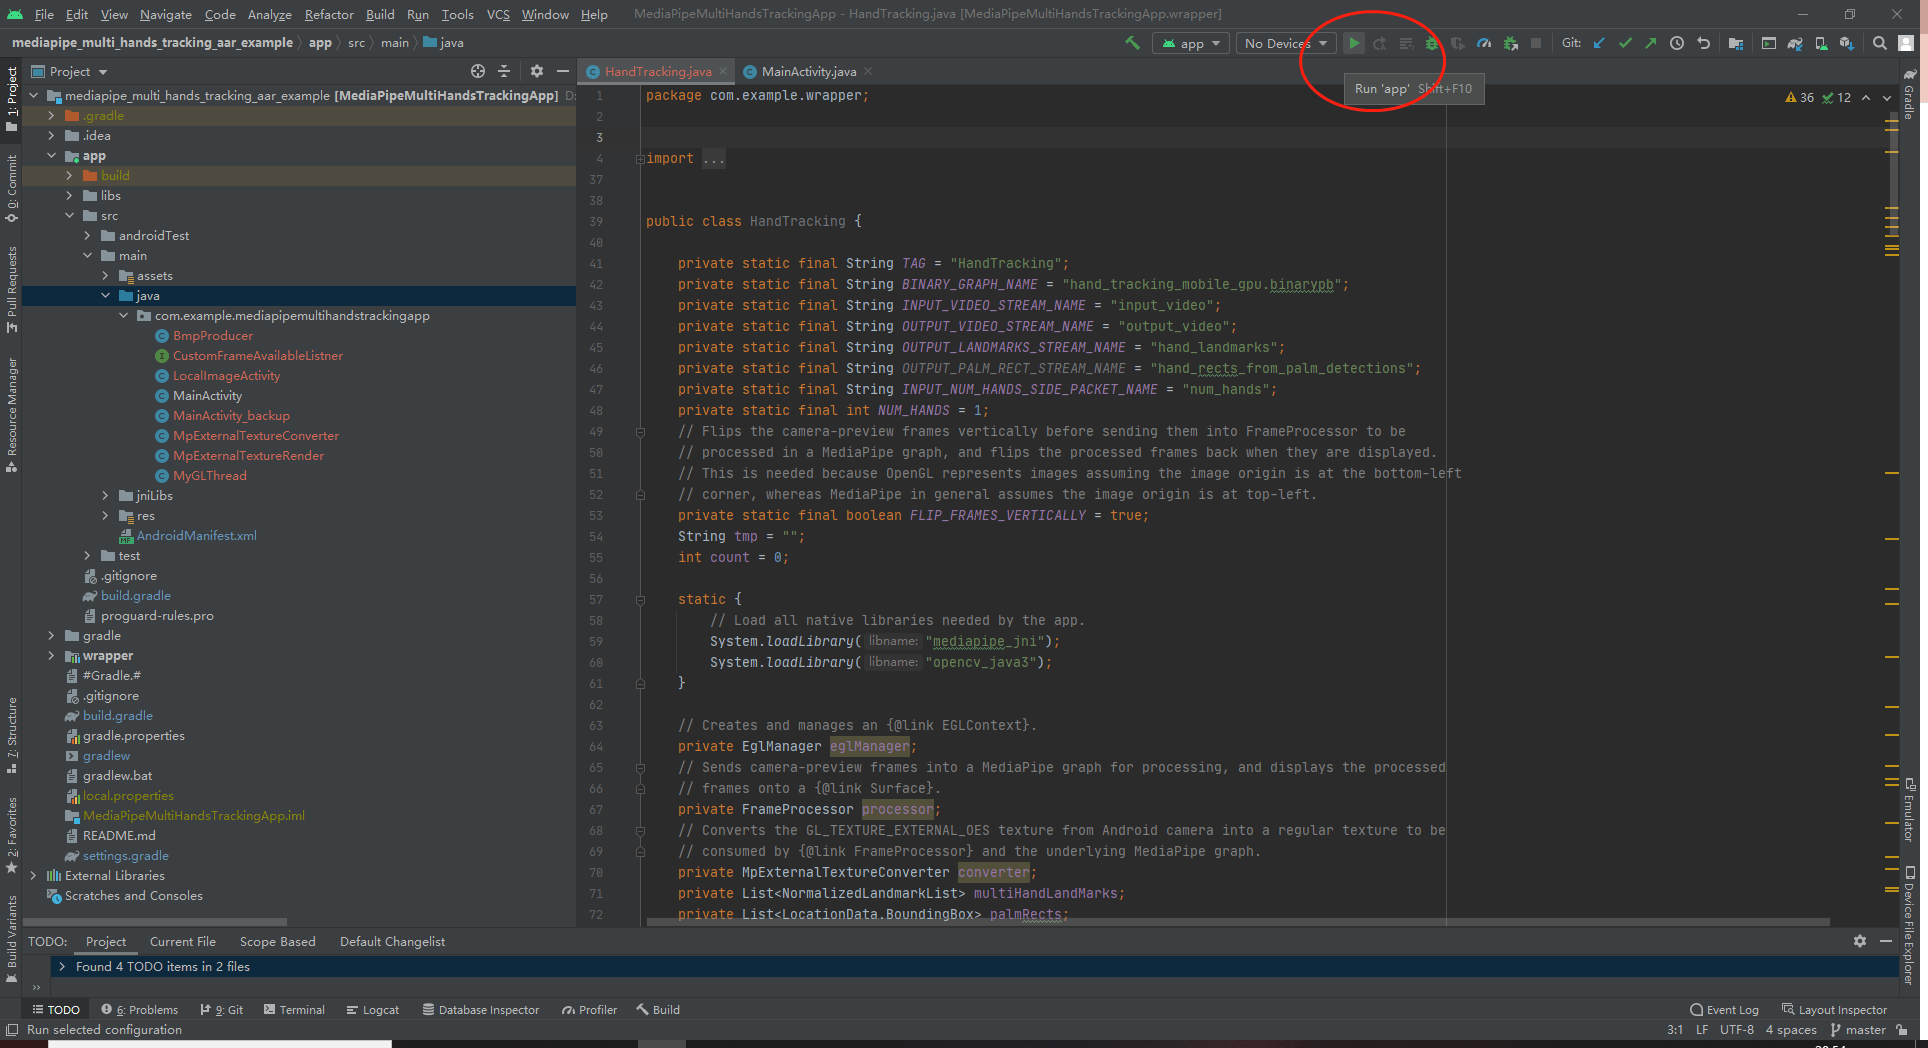 File Edit View Navigate Code Analyze Refactor Build Run Tools VCS Window Help MediaPipeMultiHandsTrackingApp - HandTracking.java [MediaPipeMultiHandsTrackingApp.wrapper]
mediapipe_multi_hands_tracking_aar_example app src main java app No Devices Git:
Project
HandTracking.java MainActivity.java
Run 'app' Shift+F10
36 12
1: Project
0: Commit
Pull Requests
Resource Manager
7: Structure
2: Favorites
Build Variants
mediapipe_multi_hands_tracking_aar_example [MediaPipeMultiHandsTrackingApp] D:
.gradle
.idea
app
build
libs
src
androidTest
main
assets
java
com.example.mediapipemultihandstrackingapp
BmpProducer
CustomFrameAvailableListner
LocalImageActivity
MainActivity
MainActivity_backup
MpExternalTextureConverter
MpExternalTextureRender
MyGLThread
jniLibs
res
AndroidManifest.xml
test
.gitignore
build.gradle
proguard-rules.pro
gradle
wrapper
#Gradle.#
.gitignore
build.gradle
gradle.properties
gradlew
gradlew.bat
local.properties
MediaPipeMultiHandsTrackingApp.iml
README.md
settings.gradle
External Libraries
Scratches and Consoles
1 package com.example.wrapper;
2
3
4 import ...
37
38
39 public class HandTracking {
40
41 private static final String TAG = "HandTracking";
42 private static final String BINARY_GRAPH_NAME = "hand_tracking_mobile_gpu.binarypb";
43 private static final String INPUT_VIDEO_STREAM_NAME = "input_video";
44 private static final String OUTPUT_VIDEO_STREAM_NAME = "output_video";
45 private static final String OUTPUT_LANDMARKS_STREAM_NAME = "hand_landmarks";
46 private static final String OUTPUT_PALM_RECT_STREAM_NAME = "hand_rects_from_palm_detections";
47 private static final String INPUT_NUM_HANDS_SIDE_PACKET_NAME = "num_hands";
48 private static final int NUM_HANDS = 1;
49 // Flips the camera-preview frames vertically before sending them into FrameProcessor to be
50 // processed in a MediaPipe graph, and flips the processed frames back when they are displayed.
51 // This is needed because OpenGL represents images assuming the image origin is at the bottom-left
52 // corner, whereas MediaPipe in general assumes the image origin is at top-left.
53 private static final boolean FLIP_FRAMES_VERTICALLY = true;
54 String tmp = "";
55 int count = 0;
56
57 static {
58 // Load all native libraries needed by the app.
59 System.loadLibrary( libname: "mediapipe_jni");
60 System.loadLibrary( libname: "opencv_java3");
61 }
62
63 // Creates and manages an {@link EGLContext}.
64 private EglManager eglManager;
65 // Sends camera-preview frames into a MediaPipe graph for processing, and displays the processed
66 // frames onto a {@link Surface}.
67 private FrameProcessor processor;
68 // Converts the GL_TEXTURE_EXTERNAL_OES texture from Android camera into a regular texture to be
69 // consumed by {@link FrameProcessor} and the underlying MediaPipe graph.
70 private MpExternalTextureConverter converter;
71 private List<NormalizedLandmarkList> multiHandLandMarks;
72 private List<LocationData.BoundingBox> palmRects;
Gradle
Emulator
Device File Explorer
TODO: Project Current File Scope Based Default Changelist
Found 4 TODO items in 2 files
TODO 6: Problems 9: Git Terminal Logcat Database Inspector Profiler Build Event Log Layout Inspector
Run selected configuration 3:1 LF UTF-8 4 spaces master